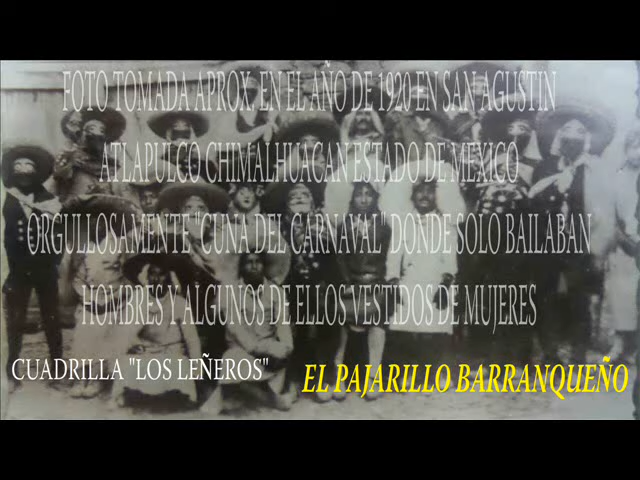 FOTO TOMADA APROX. EN EL AÑO DE 1920 EN SAN AGUSTIN
ATLAPULCO CHIMALHUACAN ESTADO DE MEXICO
ORGULLOSAMENTE "CUNA DEL CARNAVAL" DONDE SOLO BAILABAN
HOMBRES Y ALGUNOS DE ELLOS VESTIDOS DE MUJERES
CUADRILLA "LOS LEÑEROS"
EL PAJARILLO BARRANQUEÑO